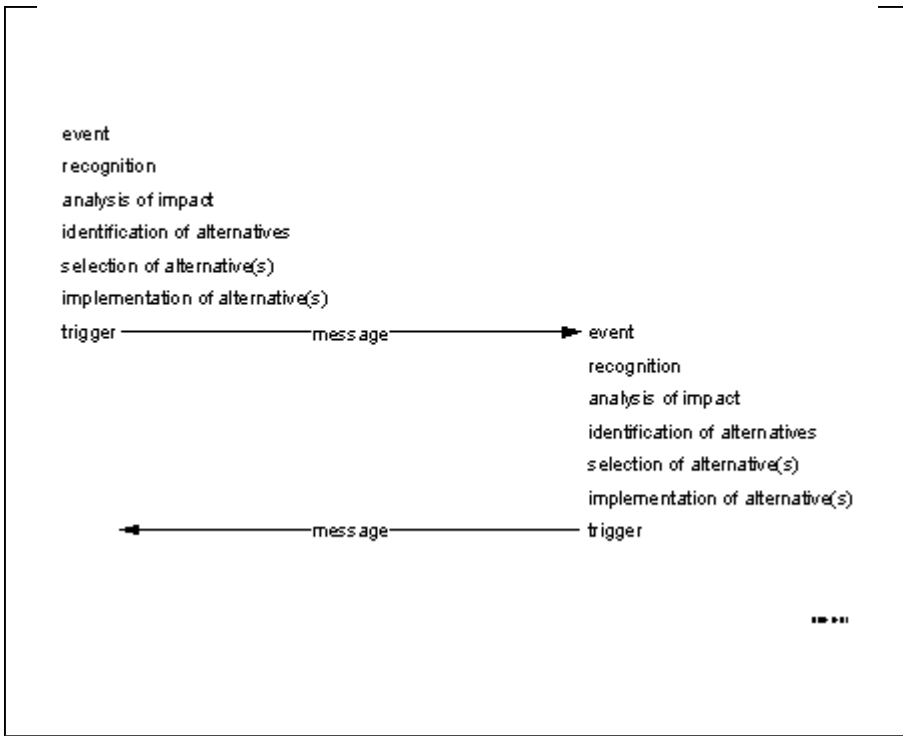 event
recognition
analysis of impact
identification of alternatives
selection of alternative(s)
implementation of alternative(s)
trigger message event
recognition
analysis of impact
identification of alternatives
selection of alternative(s)
implementation of alternative(s)
message trigger